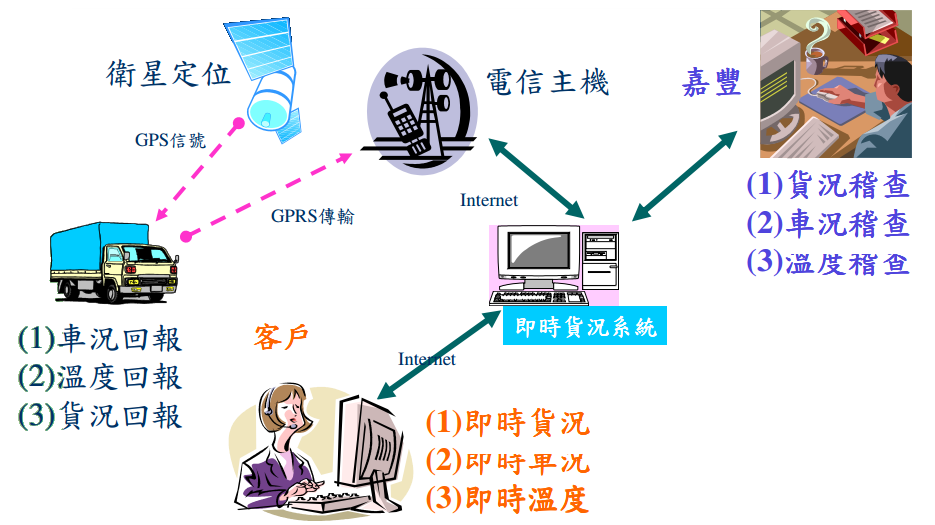 衛星定位
電信主機
嘉豐
GPS信號
GPRS傳輸
Internet
(1)貨況稽查
(2)車況稽查
(3)溫度稽查
即時貨況系統
(1)車況回報
(2)溫度回報
(3)貨況回報
客戶
Internet
(1)即時貨況
(2)即時車況
(3)即時溫度